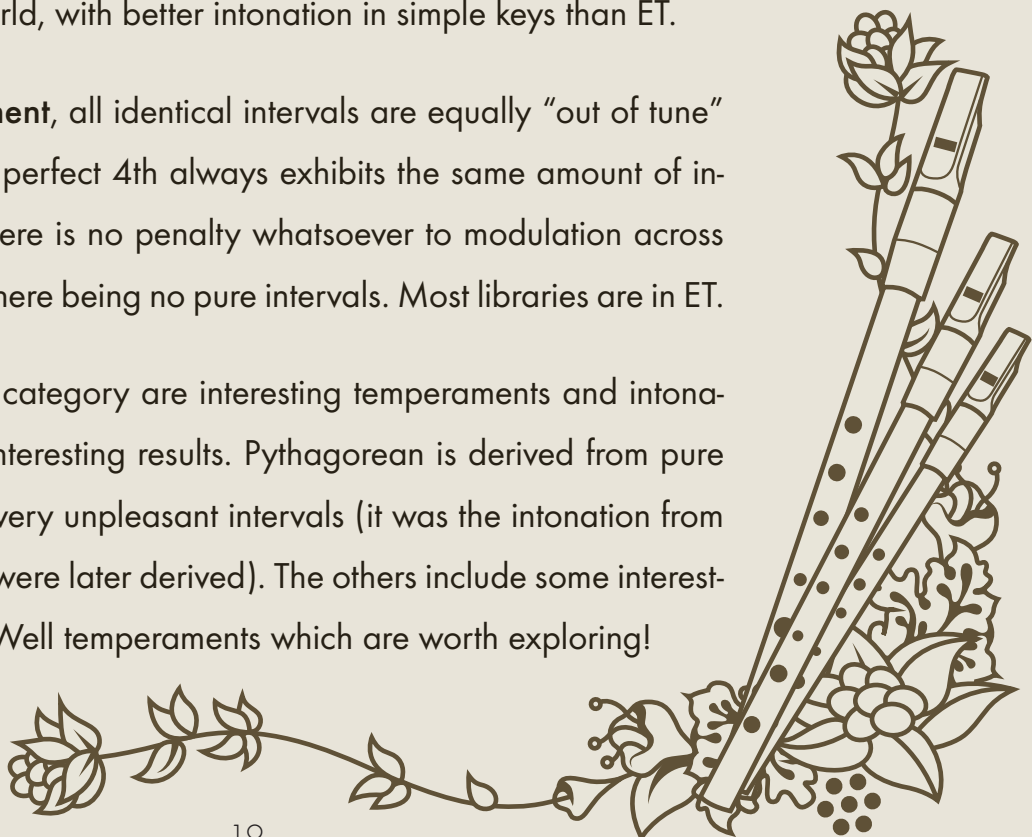 rld, with better intonation in simple keys than ET.
ment, all identical intervals are equally “out of tune”
perfect 4th always exhibits the same amount of in-
ere is no penalty whatsoever to modulation across
here being no pure intervals. Most libraries are in ET.
category are interesting temperaments and intona-
nteresting results. Pythagorean is derived from pure
very unpleasant intervals (it was the intonation from
were later derived). The others include some interest-
Well temperaments which are worth exploring!